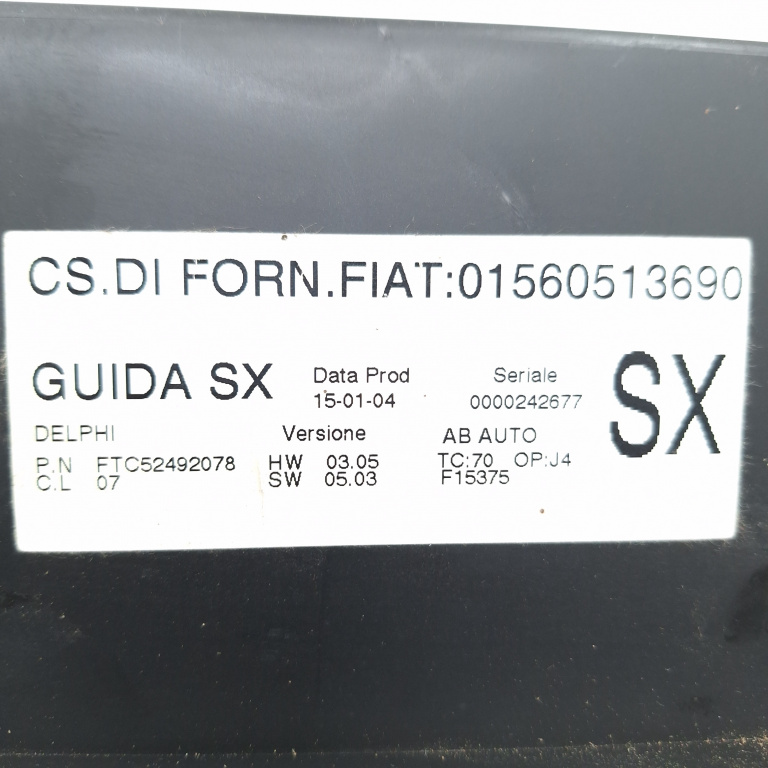 CS.DI FORN.FIAT:01560513690
GUIDA SX
Data Prod
15-01-04
Seriale
0000242677
SX
DELPHI
P.N FTC52492078
C.L 07
Versione
HW 03.05
SW 05.03
AB AUTO
TC:70 OP:J4
F15375